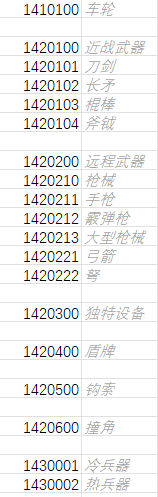 1410100 车轮
1420100 近战武器
1420101 刀剑
1420102 长矛
1420103 棍棒
1420104 斧钺
1420200 远程武器
1420210 枪械
1420211 手枪
1420212 霰弹枪
1420213 大型枪械
1420221 弓箭
1420222 弩
1420300 独特设备
1420400 盾牌
1420500 钩索
1420600 撞角
1430001 冷兵器
1430002 热兵器